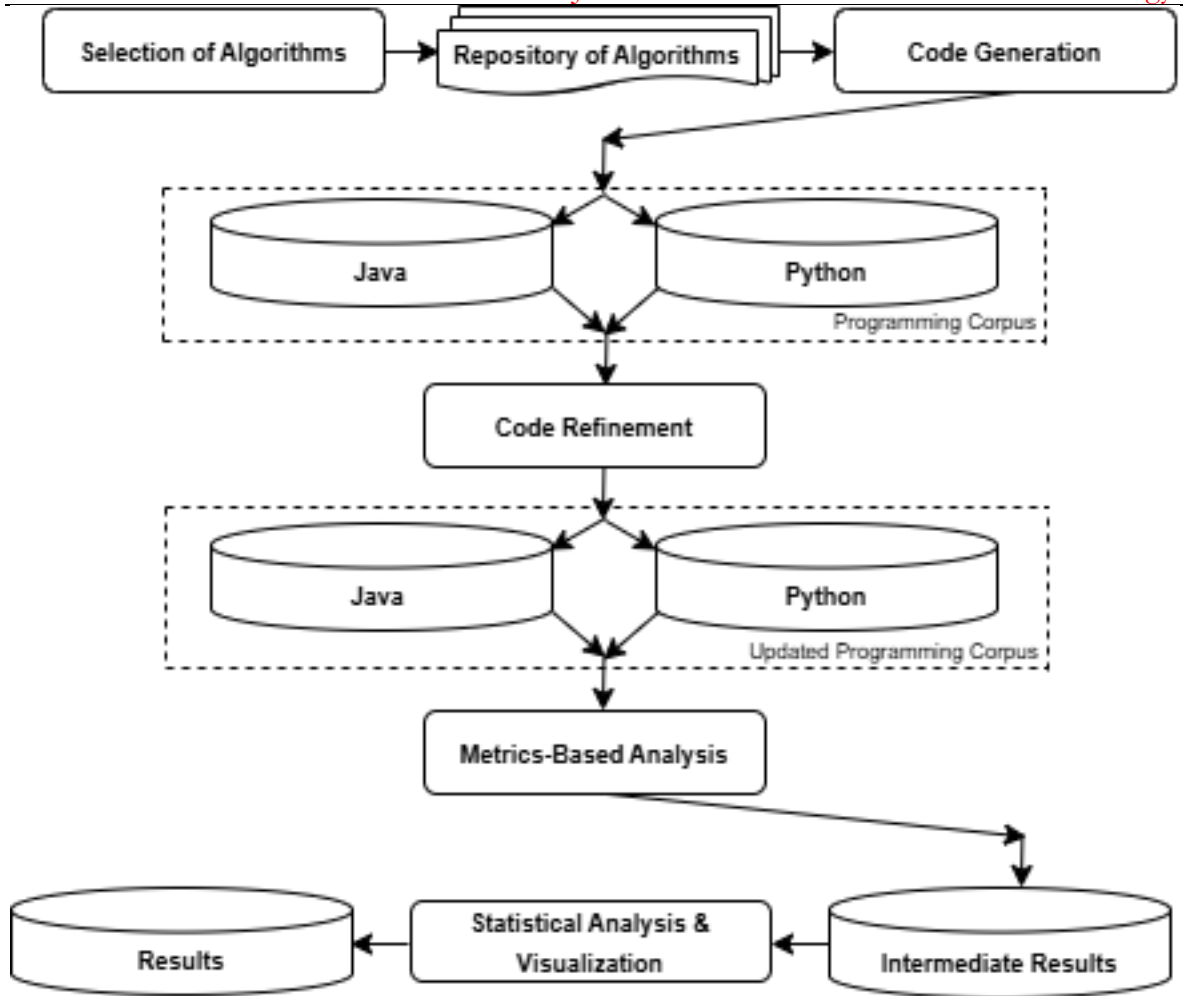 Selection of Algorithms
Repository of Algorithms
Code Generation
Java
Python
Programming Corpus
Code Refinement
Java
Python
Updated Programming Corpus
Metrics-Based Analysis
Results
Statistical Analysis &
Visualization
Intermediate Results